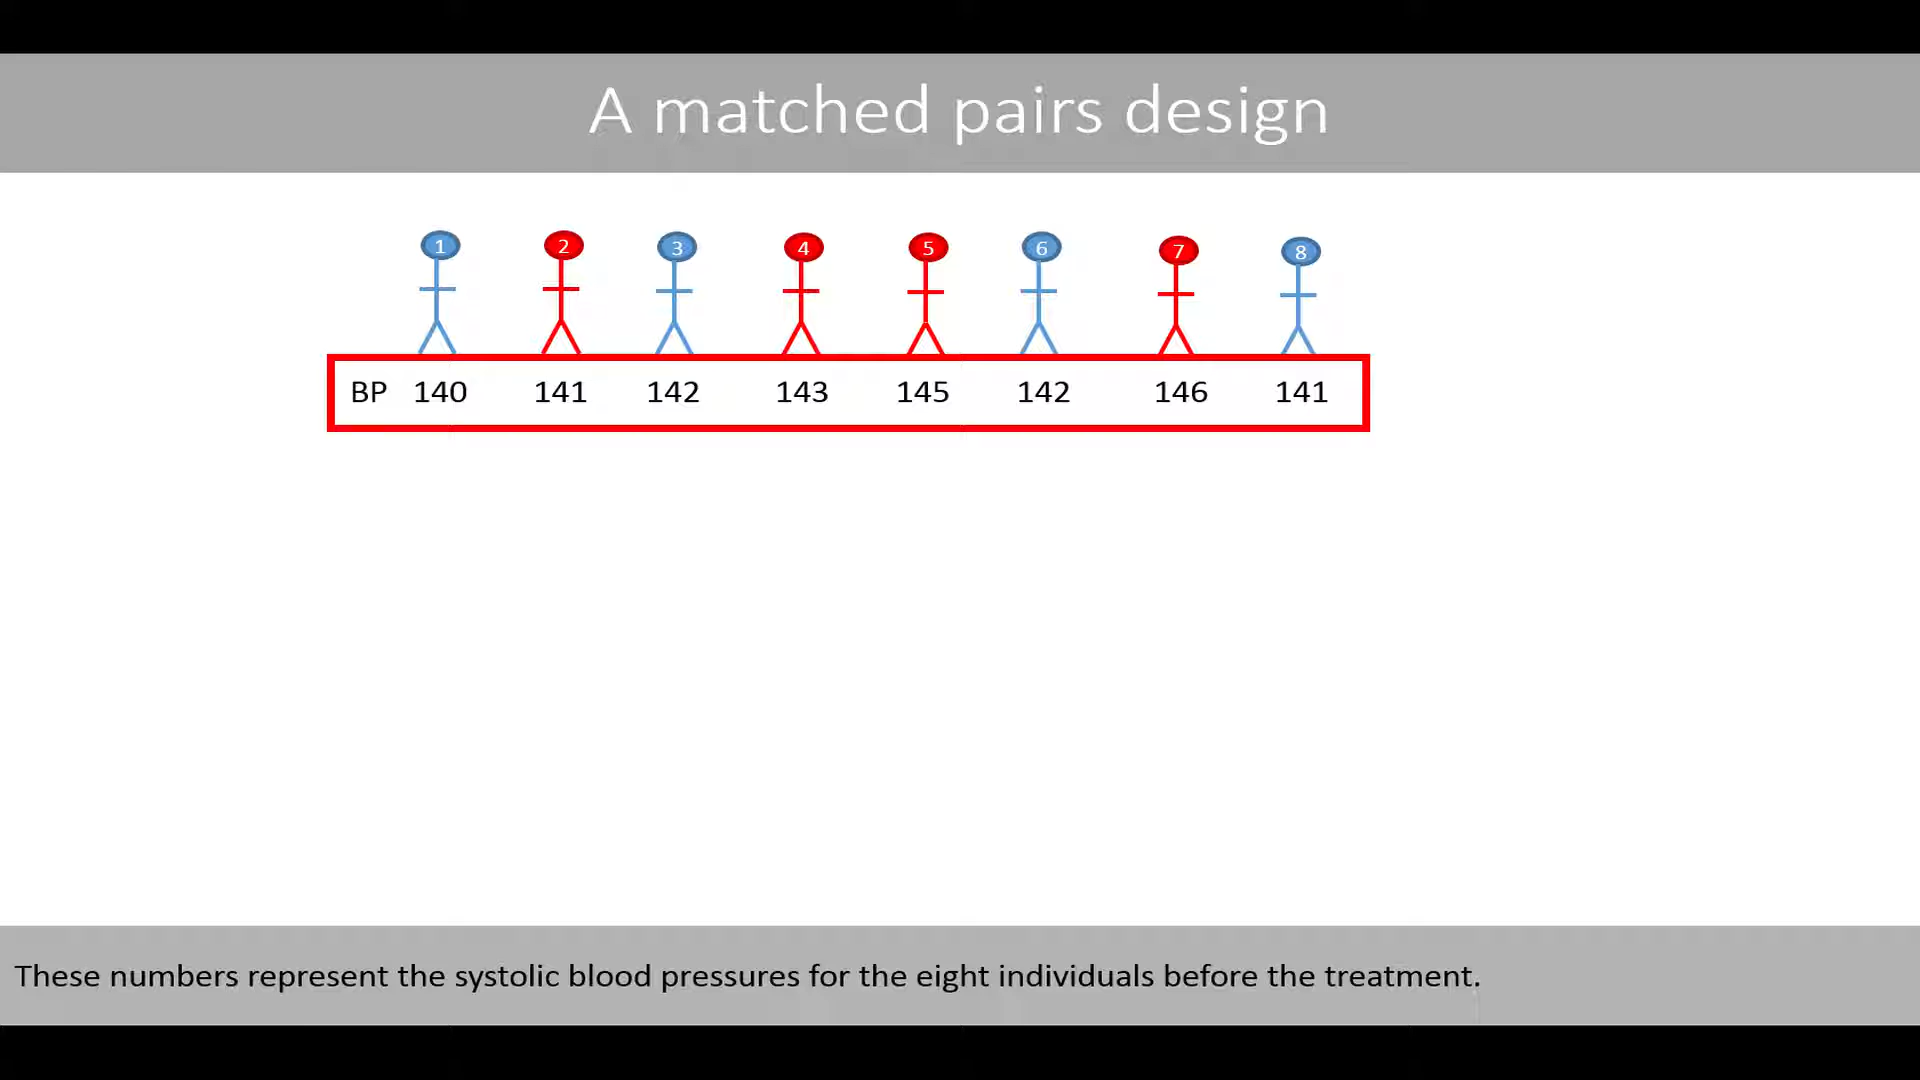 A matched pairs design
1 2 3 4 5 6 7 8
BP 140 141 142 143 145 142 146 141
These numbers represent the systolic blood pressures for the eight individuals before the treatment.